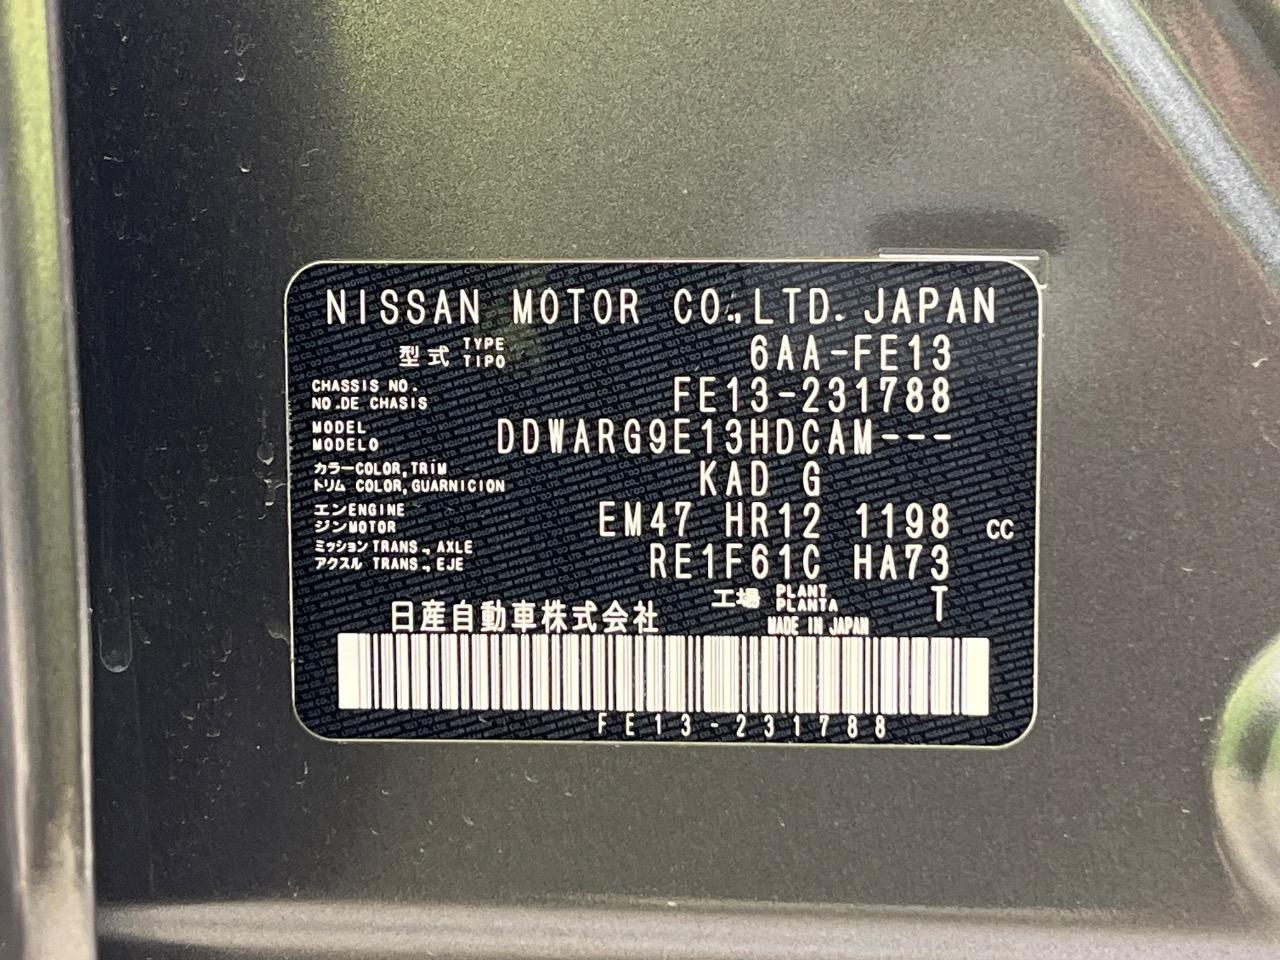 NISSAN MOTOR CO.,LTD. JAPAN
型式 TYPE TIPO 6AA-FE13
CHASSIS NO. NO.DE CHASIS FE13-231788
MODEL MODELO DDWARG9E13HDCAM---
カラー COLOR,TRIM トリム COLOR,GUARNICION KAD G
エンジン ENGINE MOTOR EM47 HR12 1198 cc
ミッション TRANS., AXLE アクスル TRANS., EJE RE1F61C HA73
工場 PLANT PLANTA T
日産自動車株式会社 MADE IN JAPAN
FE13-231788